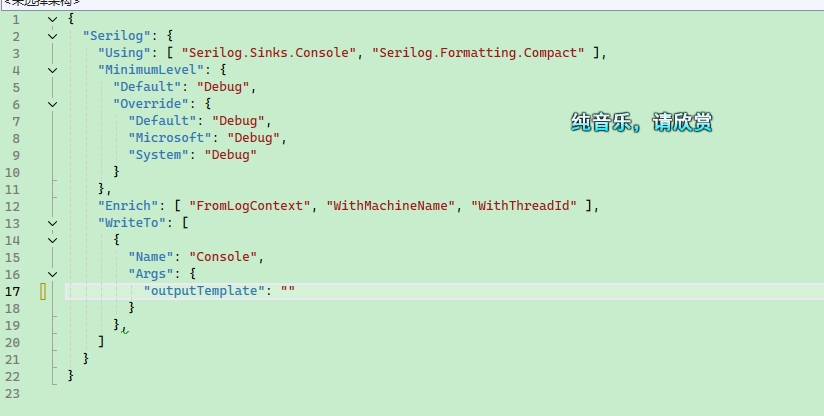 <未选择架构>
1 {
2 "Serilog": {
3 "Using": [ "Serilog.Sinks.Console", "Serilog.Formatting.Compact" ],
4 "MinimumLevel": {
5 "Default": "Debug",
6 "Override": {
7 "Default": "Debug",
8 "Microsoft": "Debug",
9 "System": "Debug"
10 }
11 },
12 "Enrich": [ "FromLogContext", "WithMachineName", "WithThreadId" ],
13 "WriteTo": [
14 {
15 "Name": "Console",
16 "Args": {
17 "outputTemplate": ""
18 }
19 },
20 ]
21 }
22 }
23
纯音乐，请欣赏